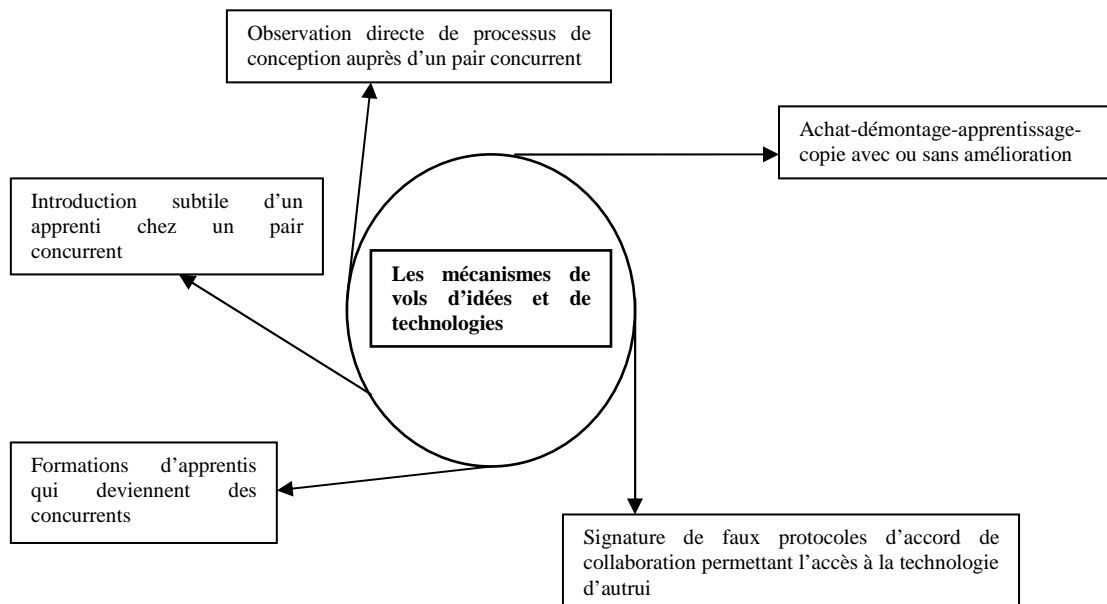 Observation directe de processus de
conception auprès d’un pair concurrent
Achat-démontage-apprentissage-
copie avec ou sans amélioration
Introduction subtile d’un
apprenti chez un pair
concurrent
Les mécanismes de
vols d’idées et de
technologies
Formations d’apprentis
qui deviennent des
concurrents
Signature de faux protocoles d’accord de
collaboration permettant l’accès à la technologie
d’autrui